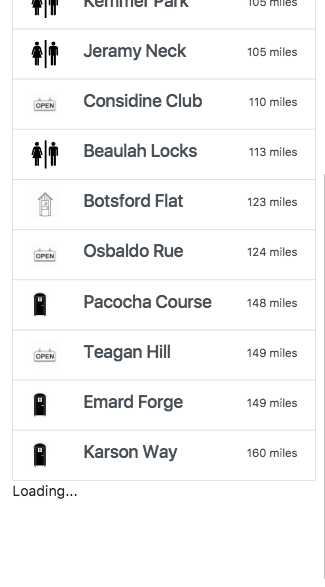 Kemmer Park 105 miles
Jeramy Neck 105 miles
OPEN Considine Club 110 miles
Beaulah Locks 113 miles
Botsford Flat 123 miles
OPEN Osbaldo Rue 124 miles
Pacocha Course 148 miles
OPEN Teagan Hill 149 miles
Emard Forge 149 miles
Karson Way 160 miles
Loading...